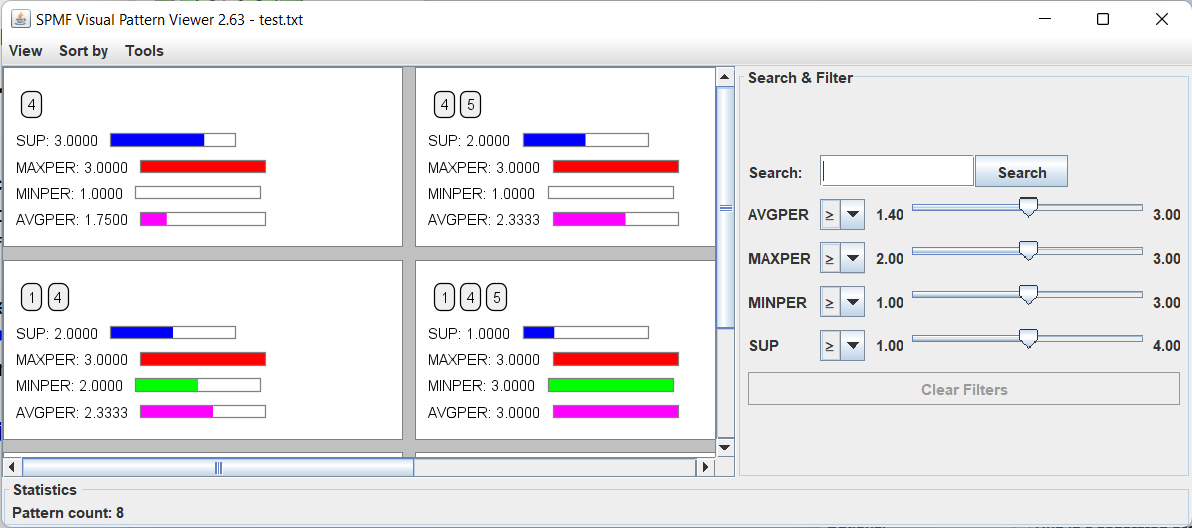 SPMF Visual Pattern Viewer 2.63 - test.txt
View Sort by Tools
4
SUP: 3.0000
MAXPER: 3.0000
MINPER: 1.0000
AVGPER: 1.7500
4 5
SUP: 2.0000
MAXPER: 3.0000
MINPER: 1.0000
AVGPER: 2.3333
1 4
SUP: 2.0000
MAXPER: 3.0000
MINPER: 2.0000
AVGPER: 2.3333
1 4 5
SUP: 1.0000
MAXPER: 3.0000
MINPER: 3.0000
AVGPER: 3.0000
Search & Filter
Search: Search
AVGPER ≥ 1.40 3.00
MAXPER ≥ 2.00 3.00
MINPER ≥ 1.00 3.00
SUP ≥ 1.00 4.00
Clear Filters
Statistics
Pattern count: 8